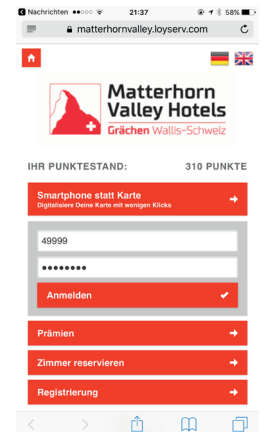 Nachrichten 21:37 58%
matterhornvalley.loyserv.com
Matterhorn
Valley Hotels
Grächen Wallis-Schweiz
IHR PUNKTESTAND: 310 PUNKTE
Smartphone statt Karte
Digitalisiere Deine Karte mit wenigen Klicks
49999
••••••••
Anmelden
Prämien
Zimmer reservieren
Registrierung